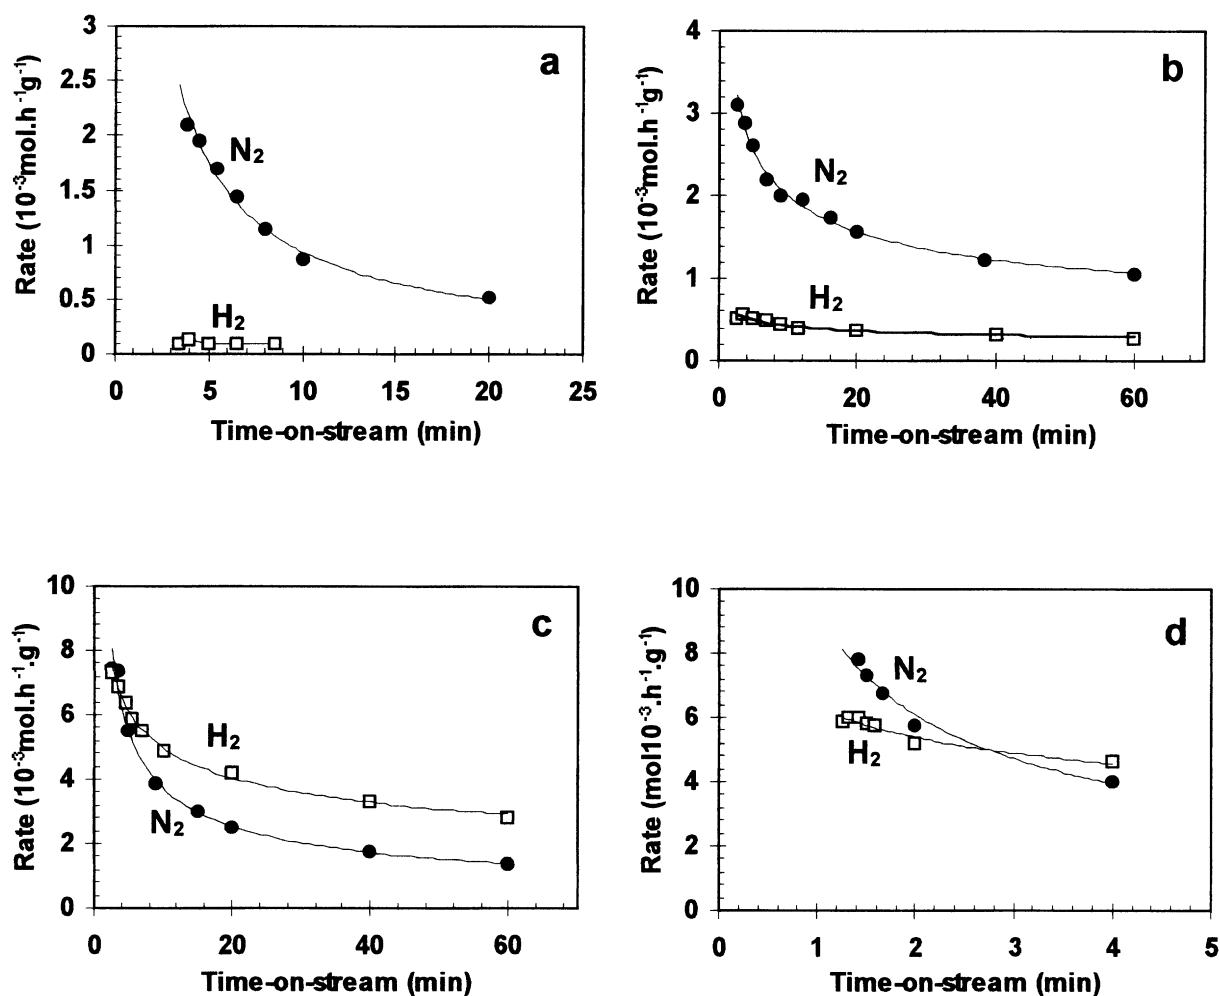 a
Rate (10⁻³mol.h⁻¹g⁻¹)
3
2.5
2
1.5
1
0.5
0
N₂
H₂
0 5 10 15 20 25
Time-on-stream (min)
b
Rate (10⁻³mol.h⁻¹g⁻¹)
4
3
2
1
0
N₂
H₂
0 20 40 60
Time-on-stream (min)
c
Rate (10⁻³mol.h⁻¹.g⁻¹)
10
8
6
4
2
0
H₂
N₂
0 20 40 60
Time-on-stream (min)
d
Rate (mol10⁻³.h⁻¹.g⁻¹)
10
8
6
4
2
0
N₂
H₂
0 1 2 3 4 5
Time-on-stream (min)